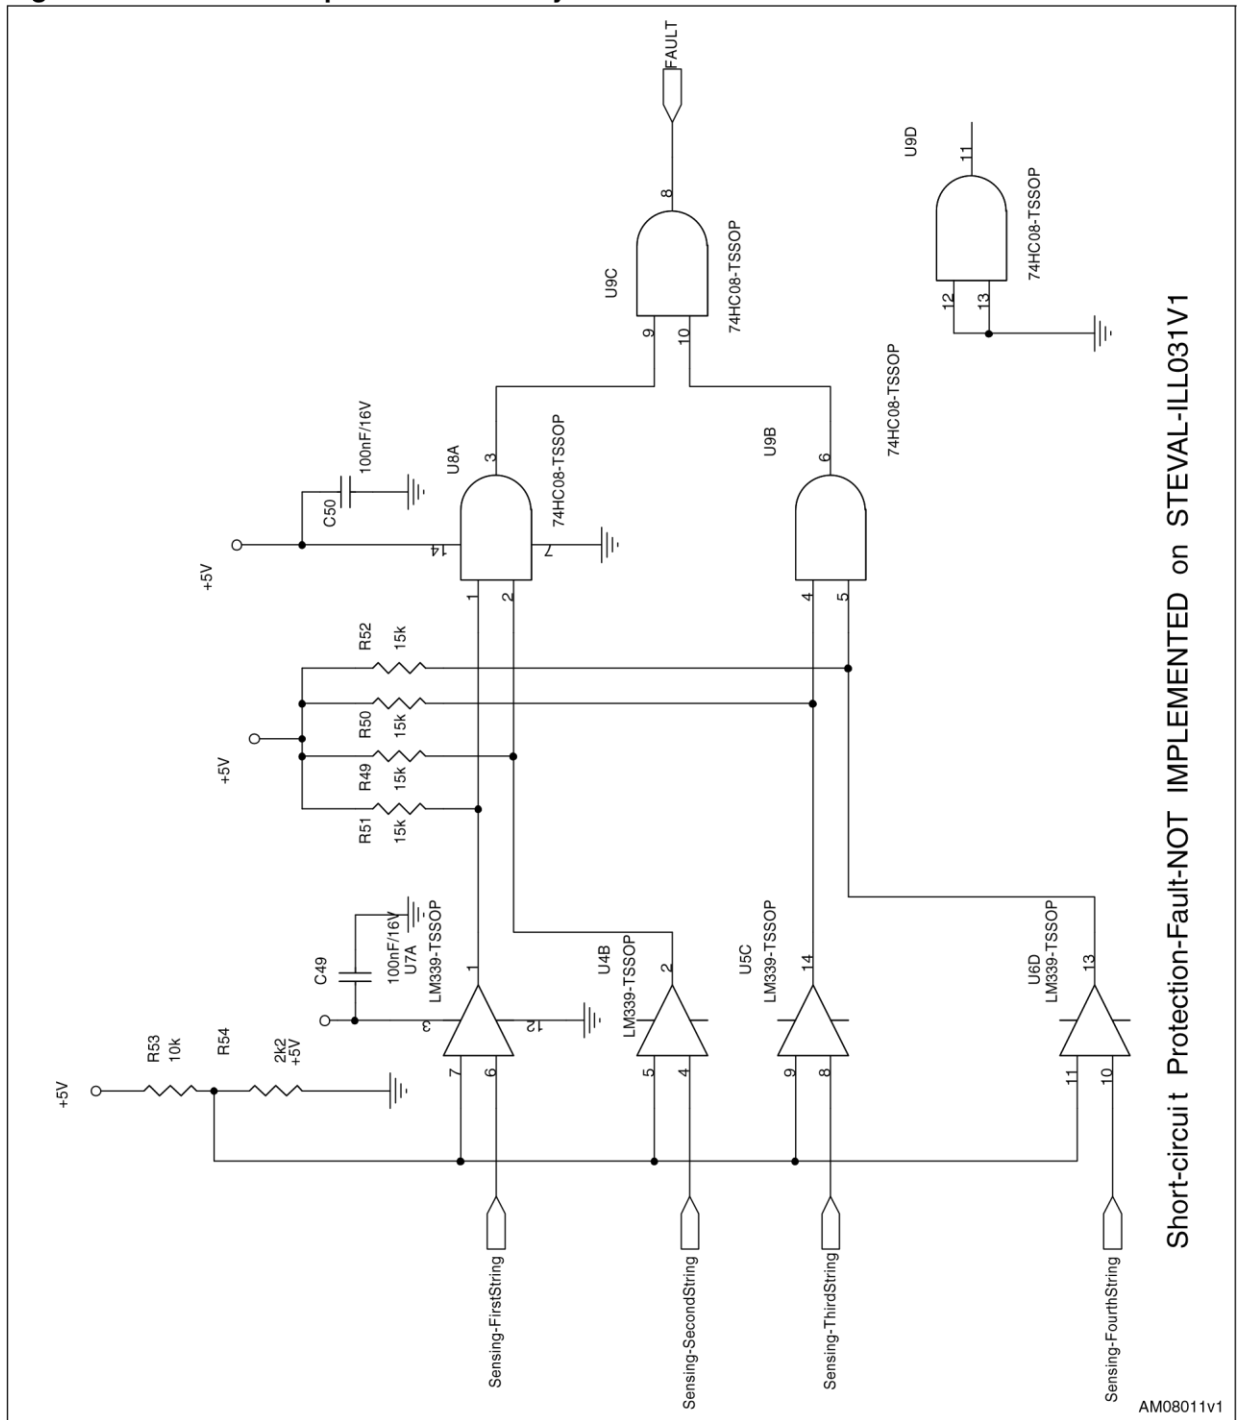 FAULT
U9D
11
12
13
74HC08-TSSOP
8
U9C
9
10
74HC08-TSSOP
74HC08-TSSOP
100nF/16V
C50
+5V
14
U8A
3
74HC08-TSSOP
7
1
2
U9B
6
4
5
+5V
R52
15k
R50
15k
R49
15k
R51
15k
C49
100nF/16V
U7A
LM339-TSSOP
1
3
12
7
6
U4B
LM339-TSSOP
2
5
4
U5C
LM339-TSSOP
14
9
8
U6D
LM339-TSSOP
13
11
10
+5V
R53
10k
R54
2k2
+5V
Sensing-FirstString
Sensing-SecondString
Sensing-ThirdString
Sensing-FourthString
Short-circuit Protection-Fault-NOT IMPLEMENTED on STEVAL-ILL031V1
AM08011v1